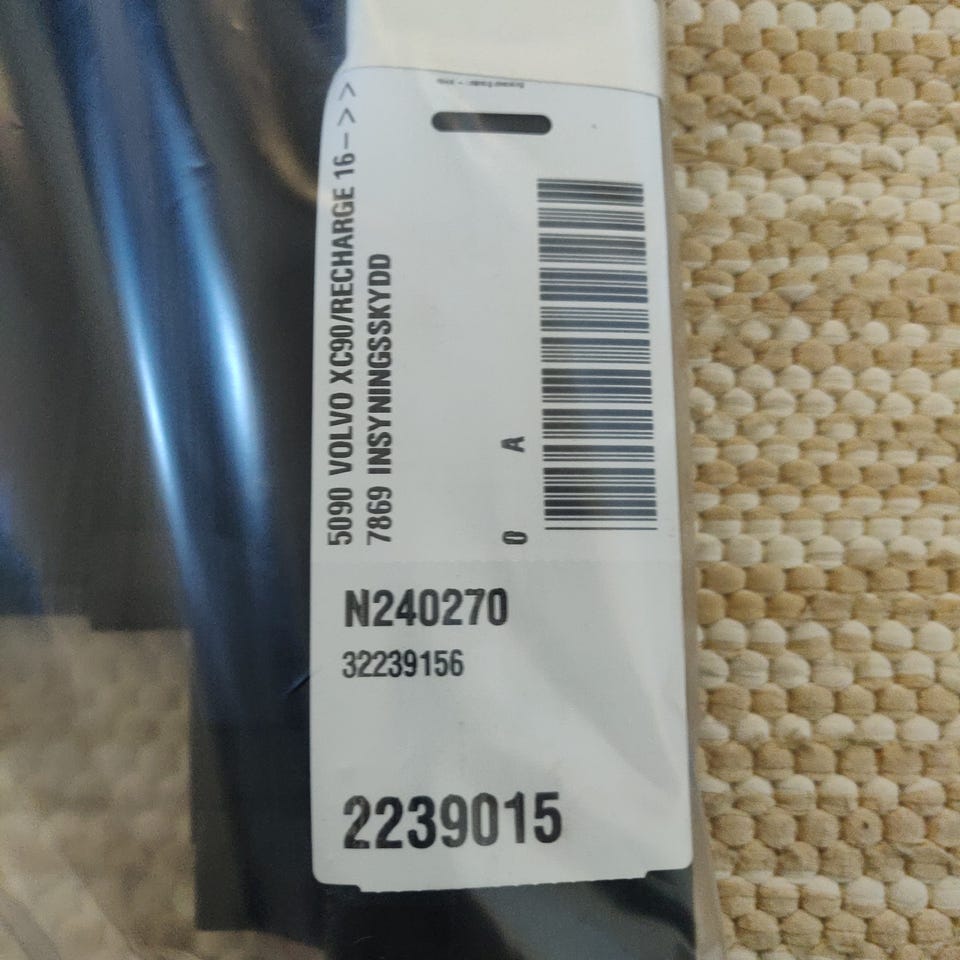 5090 VOLVO XC90/RECHARGE 16->>
7869 INSYNINGSSKYDD
0 A
N240270
32239156
2239015